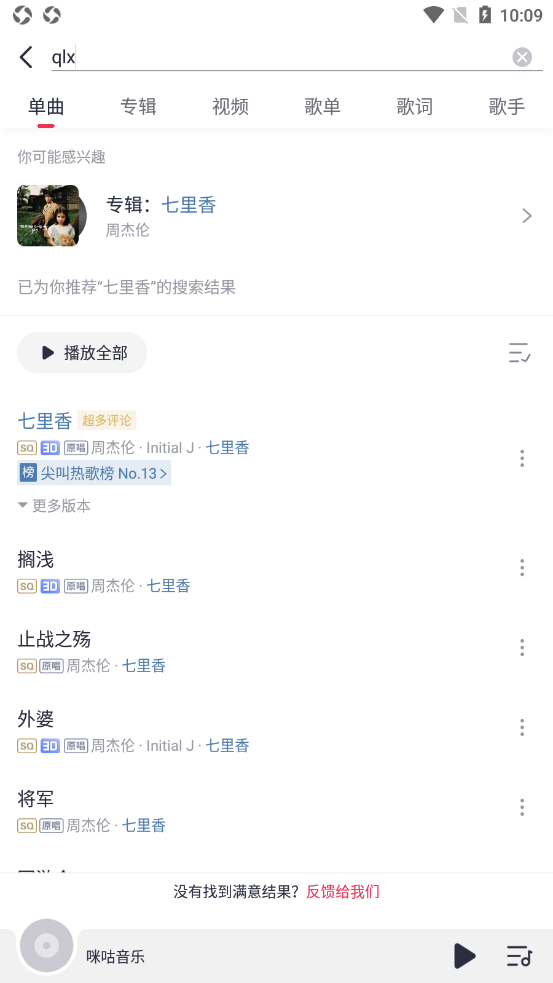 10:09
qlx
单曲 专辑 视频 歌单 歌词 歌手
你可能感兴趣
专辑：七里香
周杰伦
已为你推荐“七里香”的搜索结果
播放全部
七里香 超多评论
SQ 3D 原唱 周杰伦 · Initial J · 七里香
榜 尖叫热歌榜 No.13 >
更多版本
搁浅
SQ 3D 原唱 周杰伦 · 七里香
止战之殇
SQ 原唱 周杰伦 · 七里香
外婆
SQ 3D 原唱 周杰伦 · Initial J · 七里香
将军
SQ 原唱 周杰伦 · 七里香
没有找到满意结果？反馈给我们
咪咕音乐